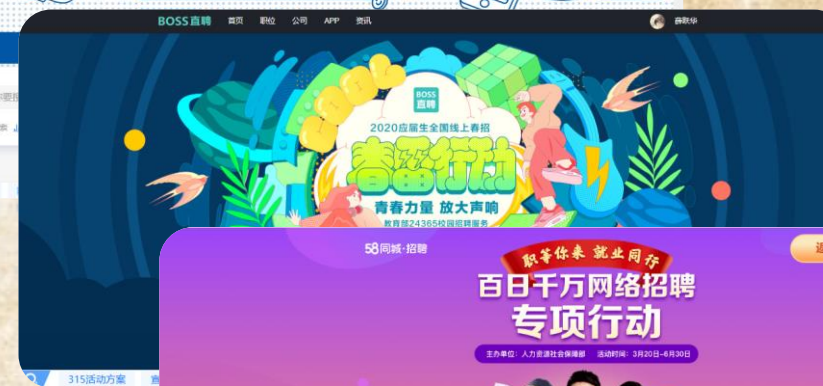 BOSS直聘 首页 职位 公司 APP 资讯
BOSS
直聘
2020应届生全国线上春招
春雷行动
青春力量 放大声响
教育部24365校园招聘服务
58同城·招聘
职等你来 就业同行
百日千万网络招聘
专项行动
主办单位：人力资源社会保障部 活动时间：3月20日-6月30日
315活动方案